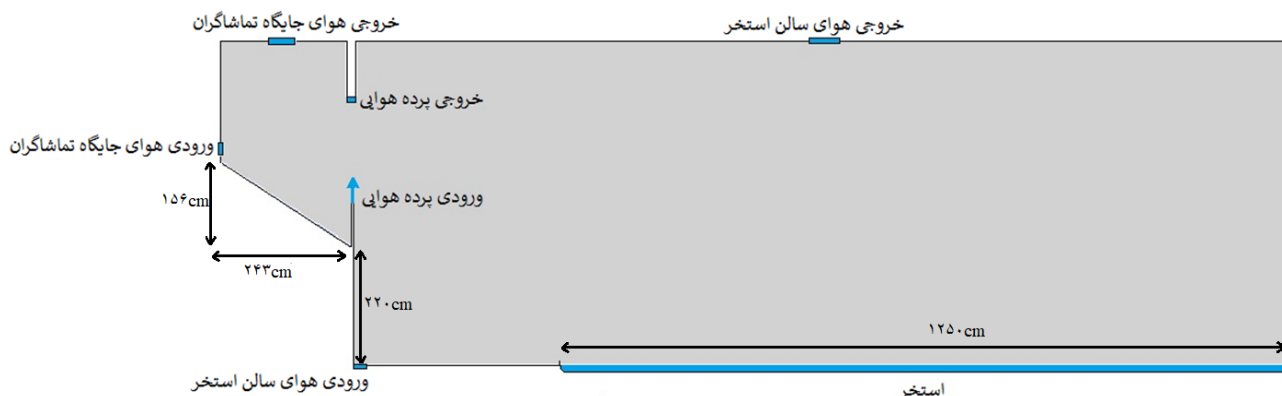 خروجی هوای جایگاه تماشاگران
خروجی هوای سالن استخر
خروجی پرده هوایی
ورودی هوای جایگاه تماشاگران
۱۵۶cm
ورودی پرده هوایی
۲۴۳cm
۲۲۰cm
۱۲۵۰cm
ورودی هوای سالن استخر
استخر